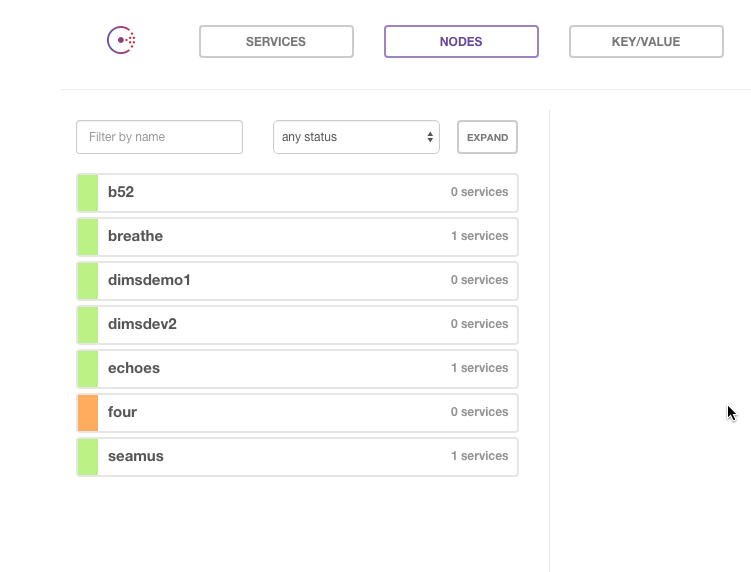 SERVICES NODES KEY/VALUE
Filter by name any status EXPAND
b52 0 services
breathe 1 services
dimsdemo1 0 services
dimsdev2 0 services
echoes 1 services
four 0 services
seamus 1 services